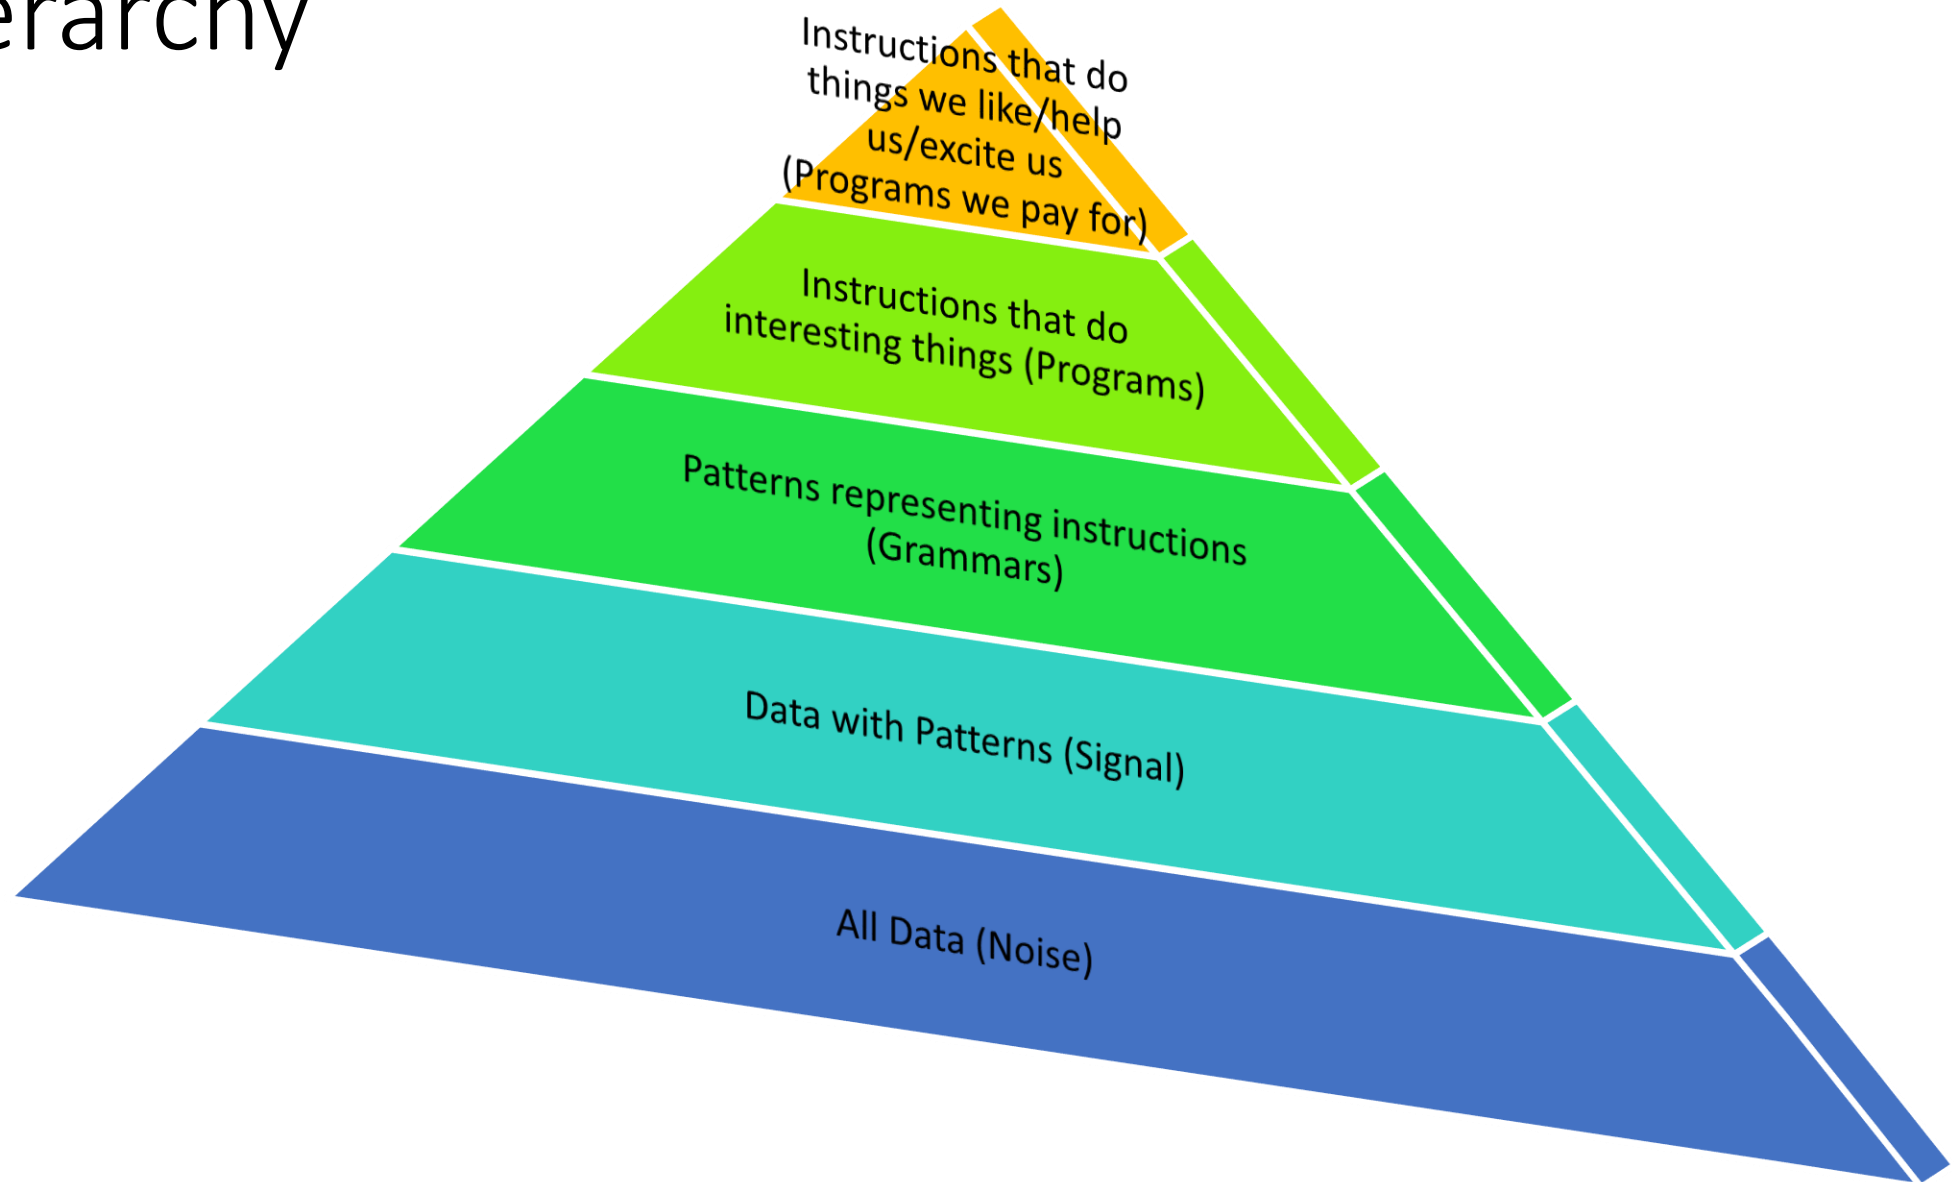 erarchy
Instructions that do
things we like/help
us/excite us
(Programs we pay for)
Instructions that do
interesting things (Programs)
Patterns representing instructions
(Grammars)
Data with Patterns (Signal)
All Data (Noise)